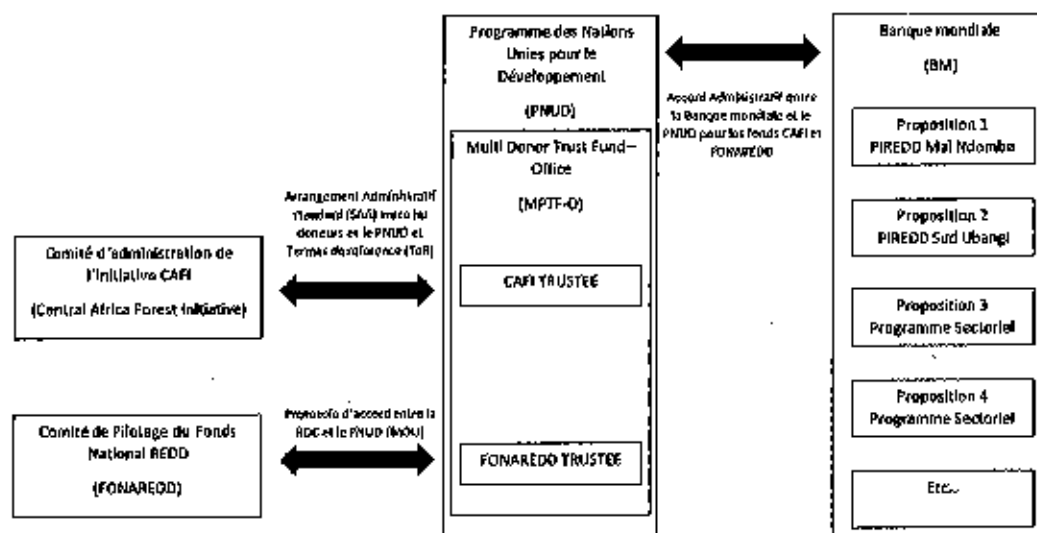 Comité d'administration de
l'Initiative CAFI
(Central Africa Forest Initiative)
Comité de Pilotage du Fonds
National REDD
(FONAREDD)
Arrangement Administratif
Standard (SAA) entre les
doneurs et le PNUD et
Termes de référence (ToR)
Protocole d'accord entre la
RDC et le PNUD (MOU)
Programme des Nations
Unies pour le
Développement
(PNUD)
Multi Donor Trust Fund–
Office
(MPTF-O)
CAFI TRUSTEE
FONAREDD TRUSTEE
Accord Administratif entre
la Banque mondiale et le
PNUD pour les fonds CAFI et
FONAREDD
Banque mondiale
(BM)
Proposition 1
PIREDD Mai Ndombe
Proposition 2
PIREDD Sud Ubangi
Proposition 3
Programme Sectoriel
Proposition 4
Programme Sectoriel
Etc..